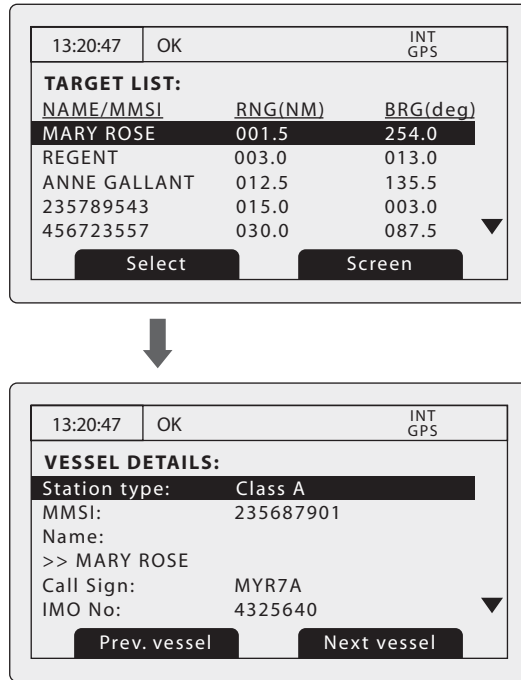 13:20:47 OK INT
GPS
TARGET LIST:
NAME/MMSI RNG(NM) BRG(deg)
MARY ROSE 001.5 254.0
REGENT 003.0 013.0
ANNE GALLANT 012.5 135.5
235789543 015.0 003.0
456723557 030.0 087.5
Select Screen
13:20:47 OK INT
GPS
VESSEL DETAILS:
Station type: Class A
MMSI: 235687901
Name:
>> MARY ROSE
Call Sign: MYR7A
IMO No: 4325640
Prev. vessel Next vessel